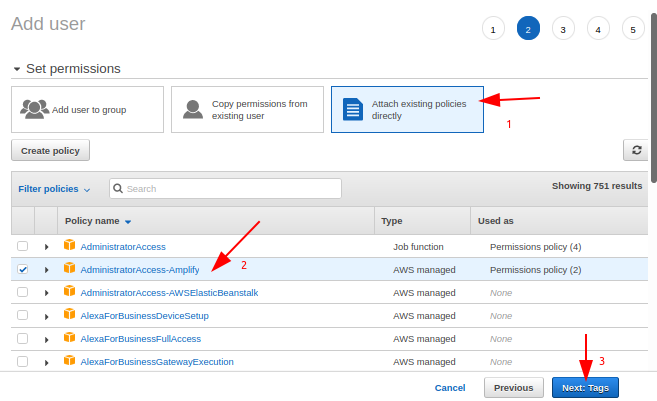 Add user
1 2 3 4 5
Set permissions
Add user to group
Copy permissions from
existing user
Attach existing policies
directly
1
Create policy
Filter policies
Search
Showing 751 results
Policy name Type Used as
AdministratorAccess Job function Permissions policy (4)
AdministratorAccess-Amplify AWS managed Permissions policy (2)
2
AdministratorAccess-AWSElasticBeanstalk AWS managed None
AlexaForBusinessDeviceSetup AWS managed None
AlexaForBusinessFullAccess AWS managed None
AlexaForBusinessGatewayExecution AWS managed None
3
Cancel Previous Next: Tags